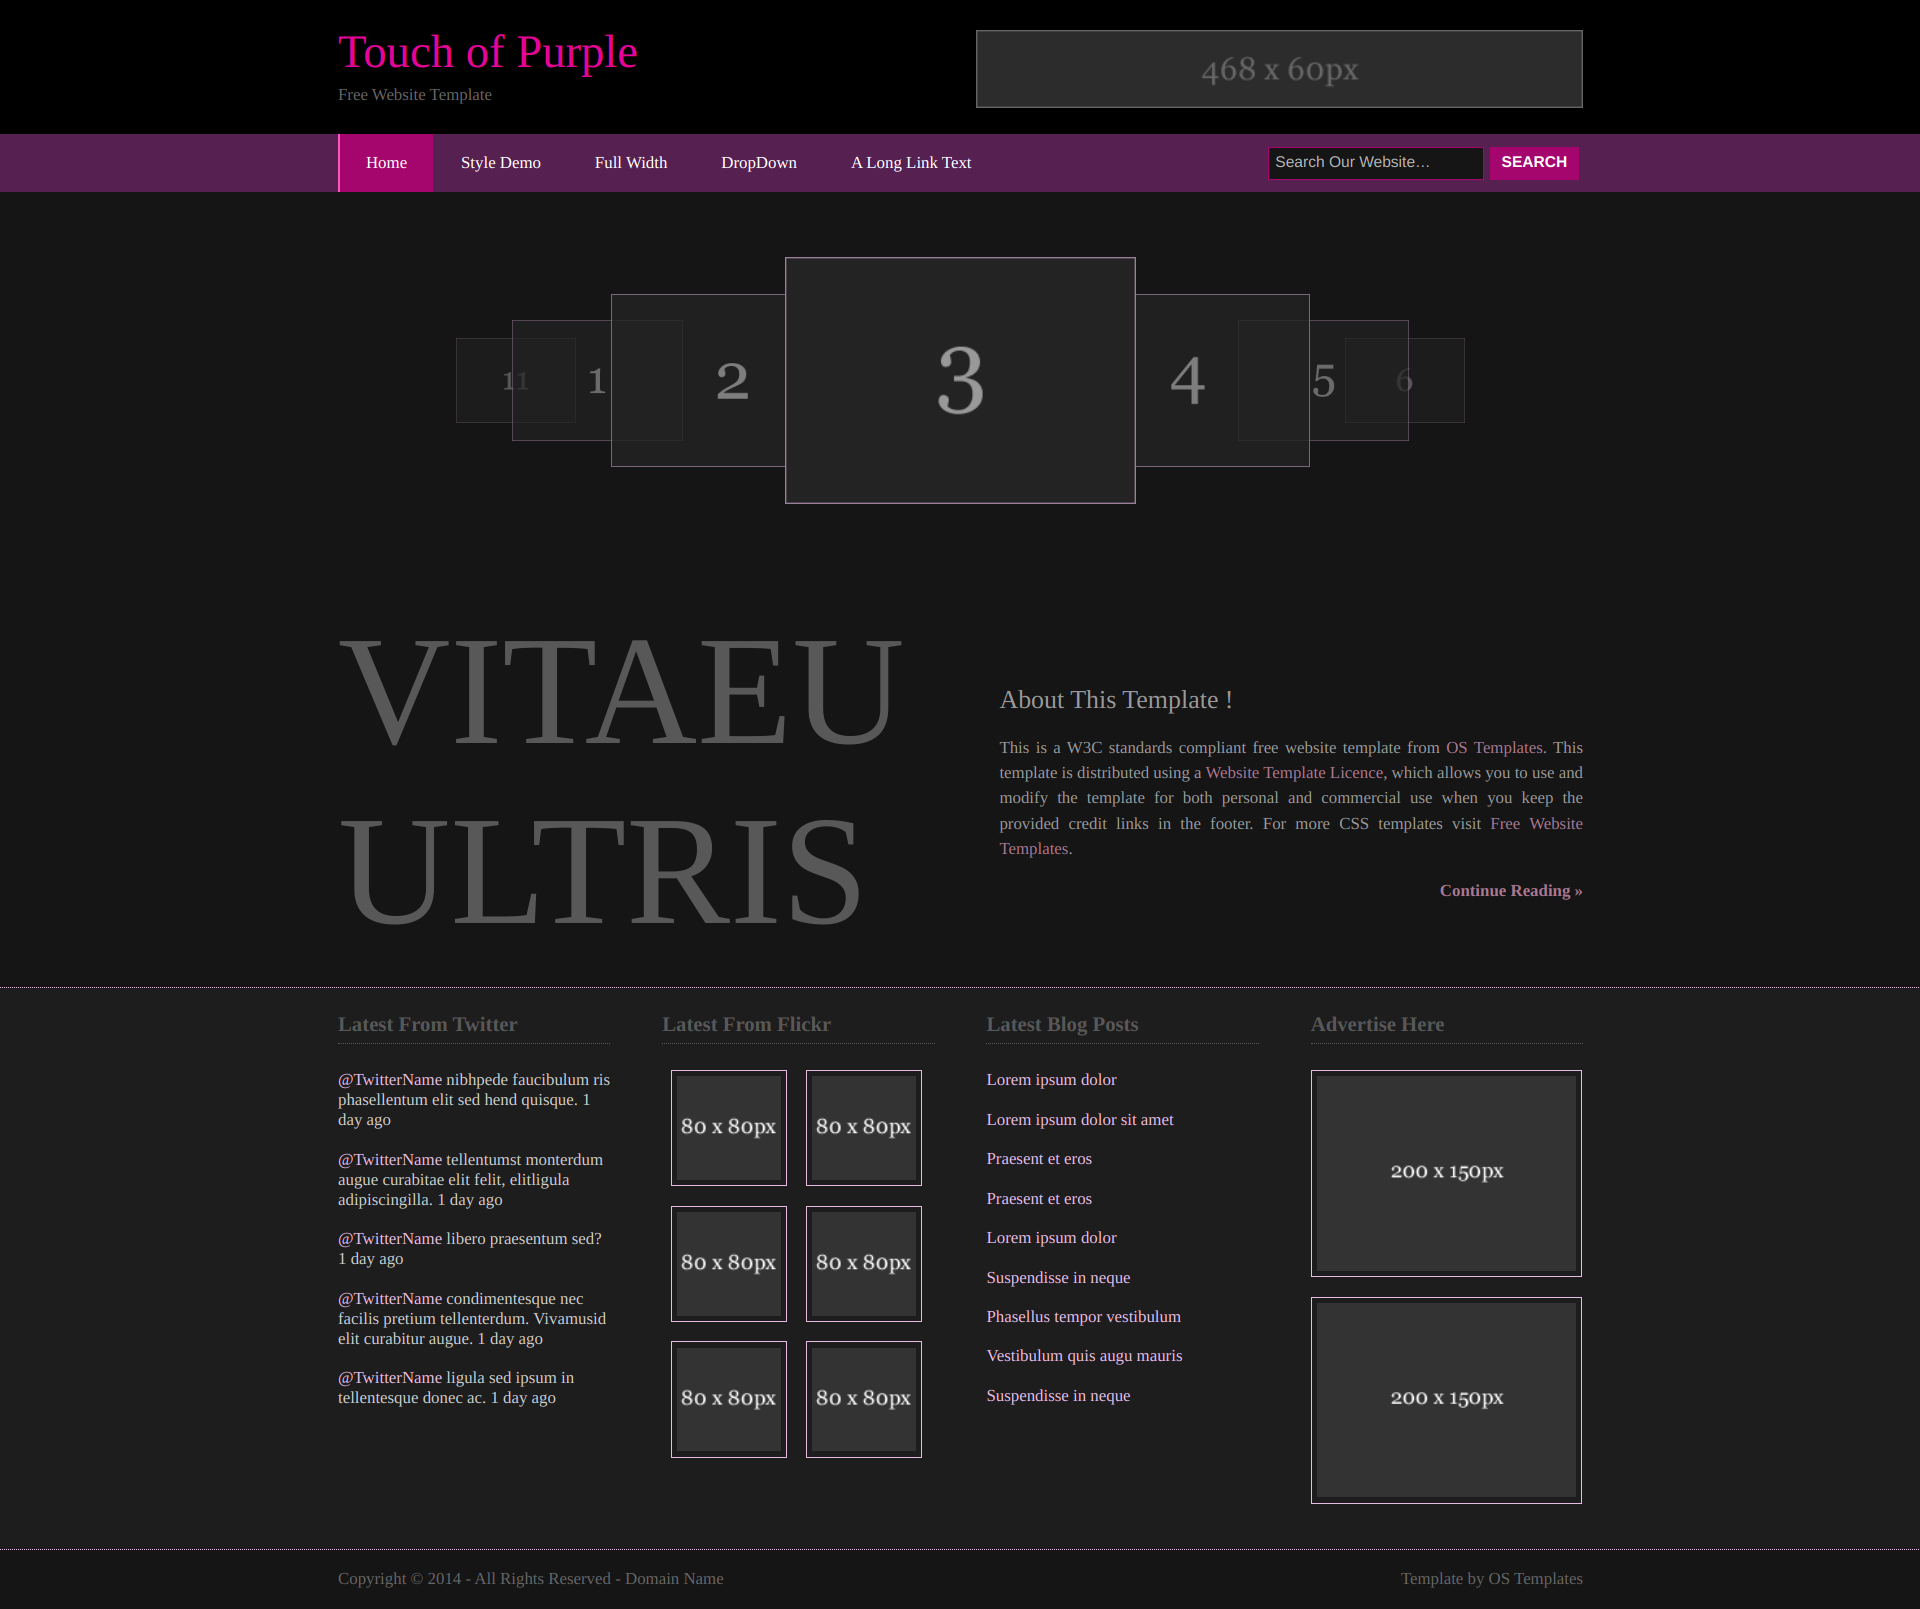 Touch of Purple
Free Website Template
468 x 60px
Home
Style Demo
Full Width
DropDown
A Long Link Text
Search Our Website…
SEARCH
11
1
2
3
4
5
6
VITAEU
ULTRIS
About This Template !
This is a W3C standards compliant free website template from OS Templates. This
template is distributed using a Website Template Licence, which allows you to use and
modify the template for both personal and commercial use when you keep the
provided credit links in the footer. For more CSS templates visit Free Website
Templates.
Continue Reading »
Latest From Twitter
@TwitterName nibhpede faucibulum ris
phasellentum elit sed hend quisque. 1
day ago
@TwitterName tellentumst monterdum
augue curabitae elit felit, elitligula
adipiscingilla. 1 day ago
@TwitterName libero praesentum sed?
1 day ago
@TwitterName condimentesque nec
facilis pretium tellenterdum. Vivamusid
elit curabitur augue. 1 day ago
@TwitterName ligula sed ipsum in
tellentesque donec ac. 1 day ago
Latest From Flickr
80 x 80px
80 x 80px
80 x 80px
80 x 80px
80 x 80px
80 x 80px
Latest Blog Posts
Lorem ipsum dolor
Lorem ipsum dolor sit amet
Praesent et eros
Praesent et eros
Lorem ipsum dolor
Suspendisse in neque
Phasellus tempor vestibulum
Vestibulum quis augu mauris
Suspendisse in neque
Advertise Here
200 x 150px
200 x 150px
Copyright © 2014 - All Rights Reserved - Domain Name
Template by OS Templates